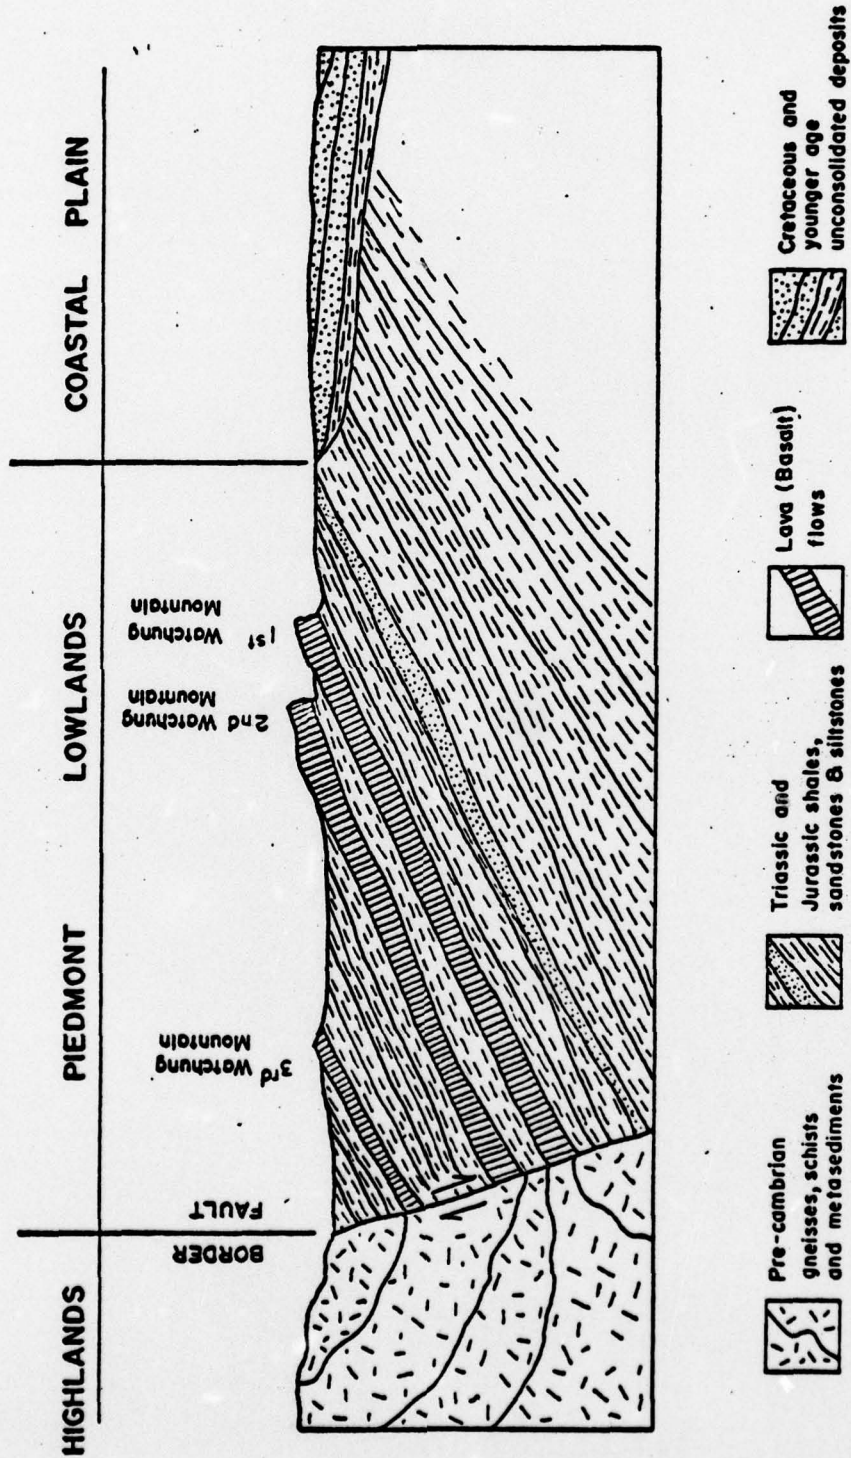 HIGHLANDS
PIEDMONT LOWLANDS
COASTAL PLAIN
BORDER
FAULT
3rd Watchung
Mountain
2nd Watchung
Mountain
1st Watchung
Mountain
Pre-cambrian
gneisses, schists
and metasediments
Triassic and
Jurassic shales,
sandstones & siltstones
Lava (Basalt)
flows
Cretaceous and
younger age
unconsolidated deposits